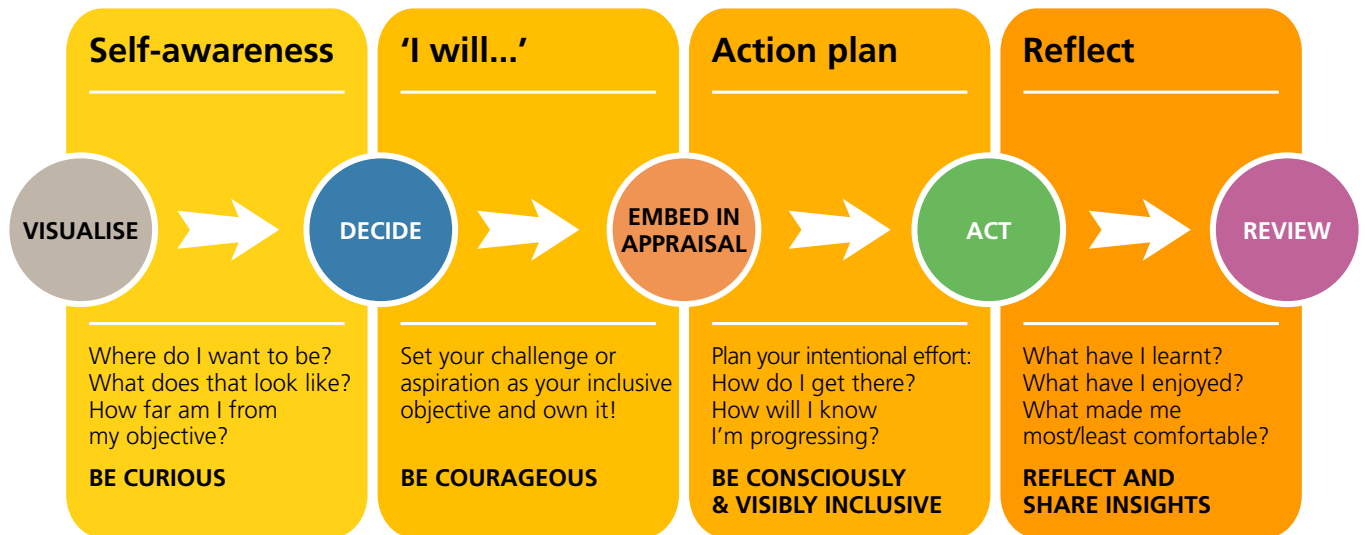 Self-awareness
'I will...'
Action plan
Reflect
VISUALISE
DECIDE
EMBED IN
APPRAISAL
ACT
REVIEW
Where do I want to be?
What does that look like?
How far am I from
my objective?
BE CURIOUS
Set your challenge or
aspiration as your inclusive
objective and own it!
BE COURAGEOUS
Plan your intentional effort:
How do I get there?
How will I know
I'm progressing?
BE CONSCIOUSLY
& VISIBLY INCLUSIVE
What have I learnt?
What have I enjoyed?
What made me
most/least comfortable?
REFLECT AND
SHARE INSIGHTS